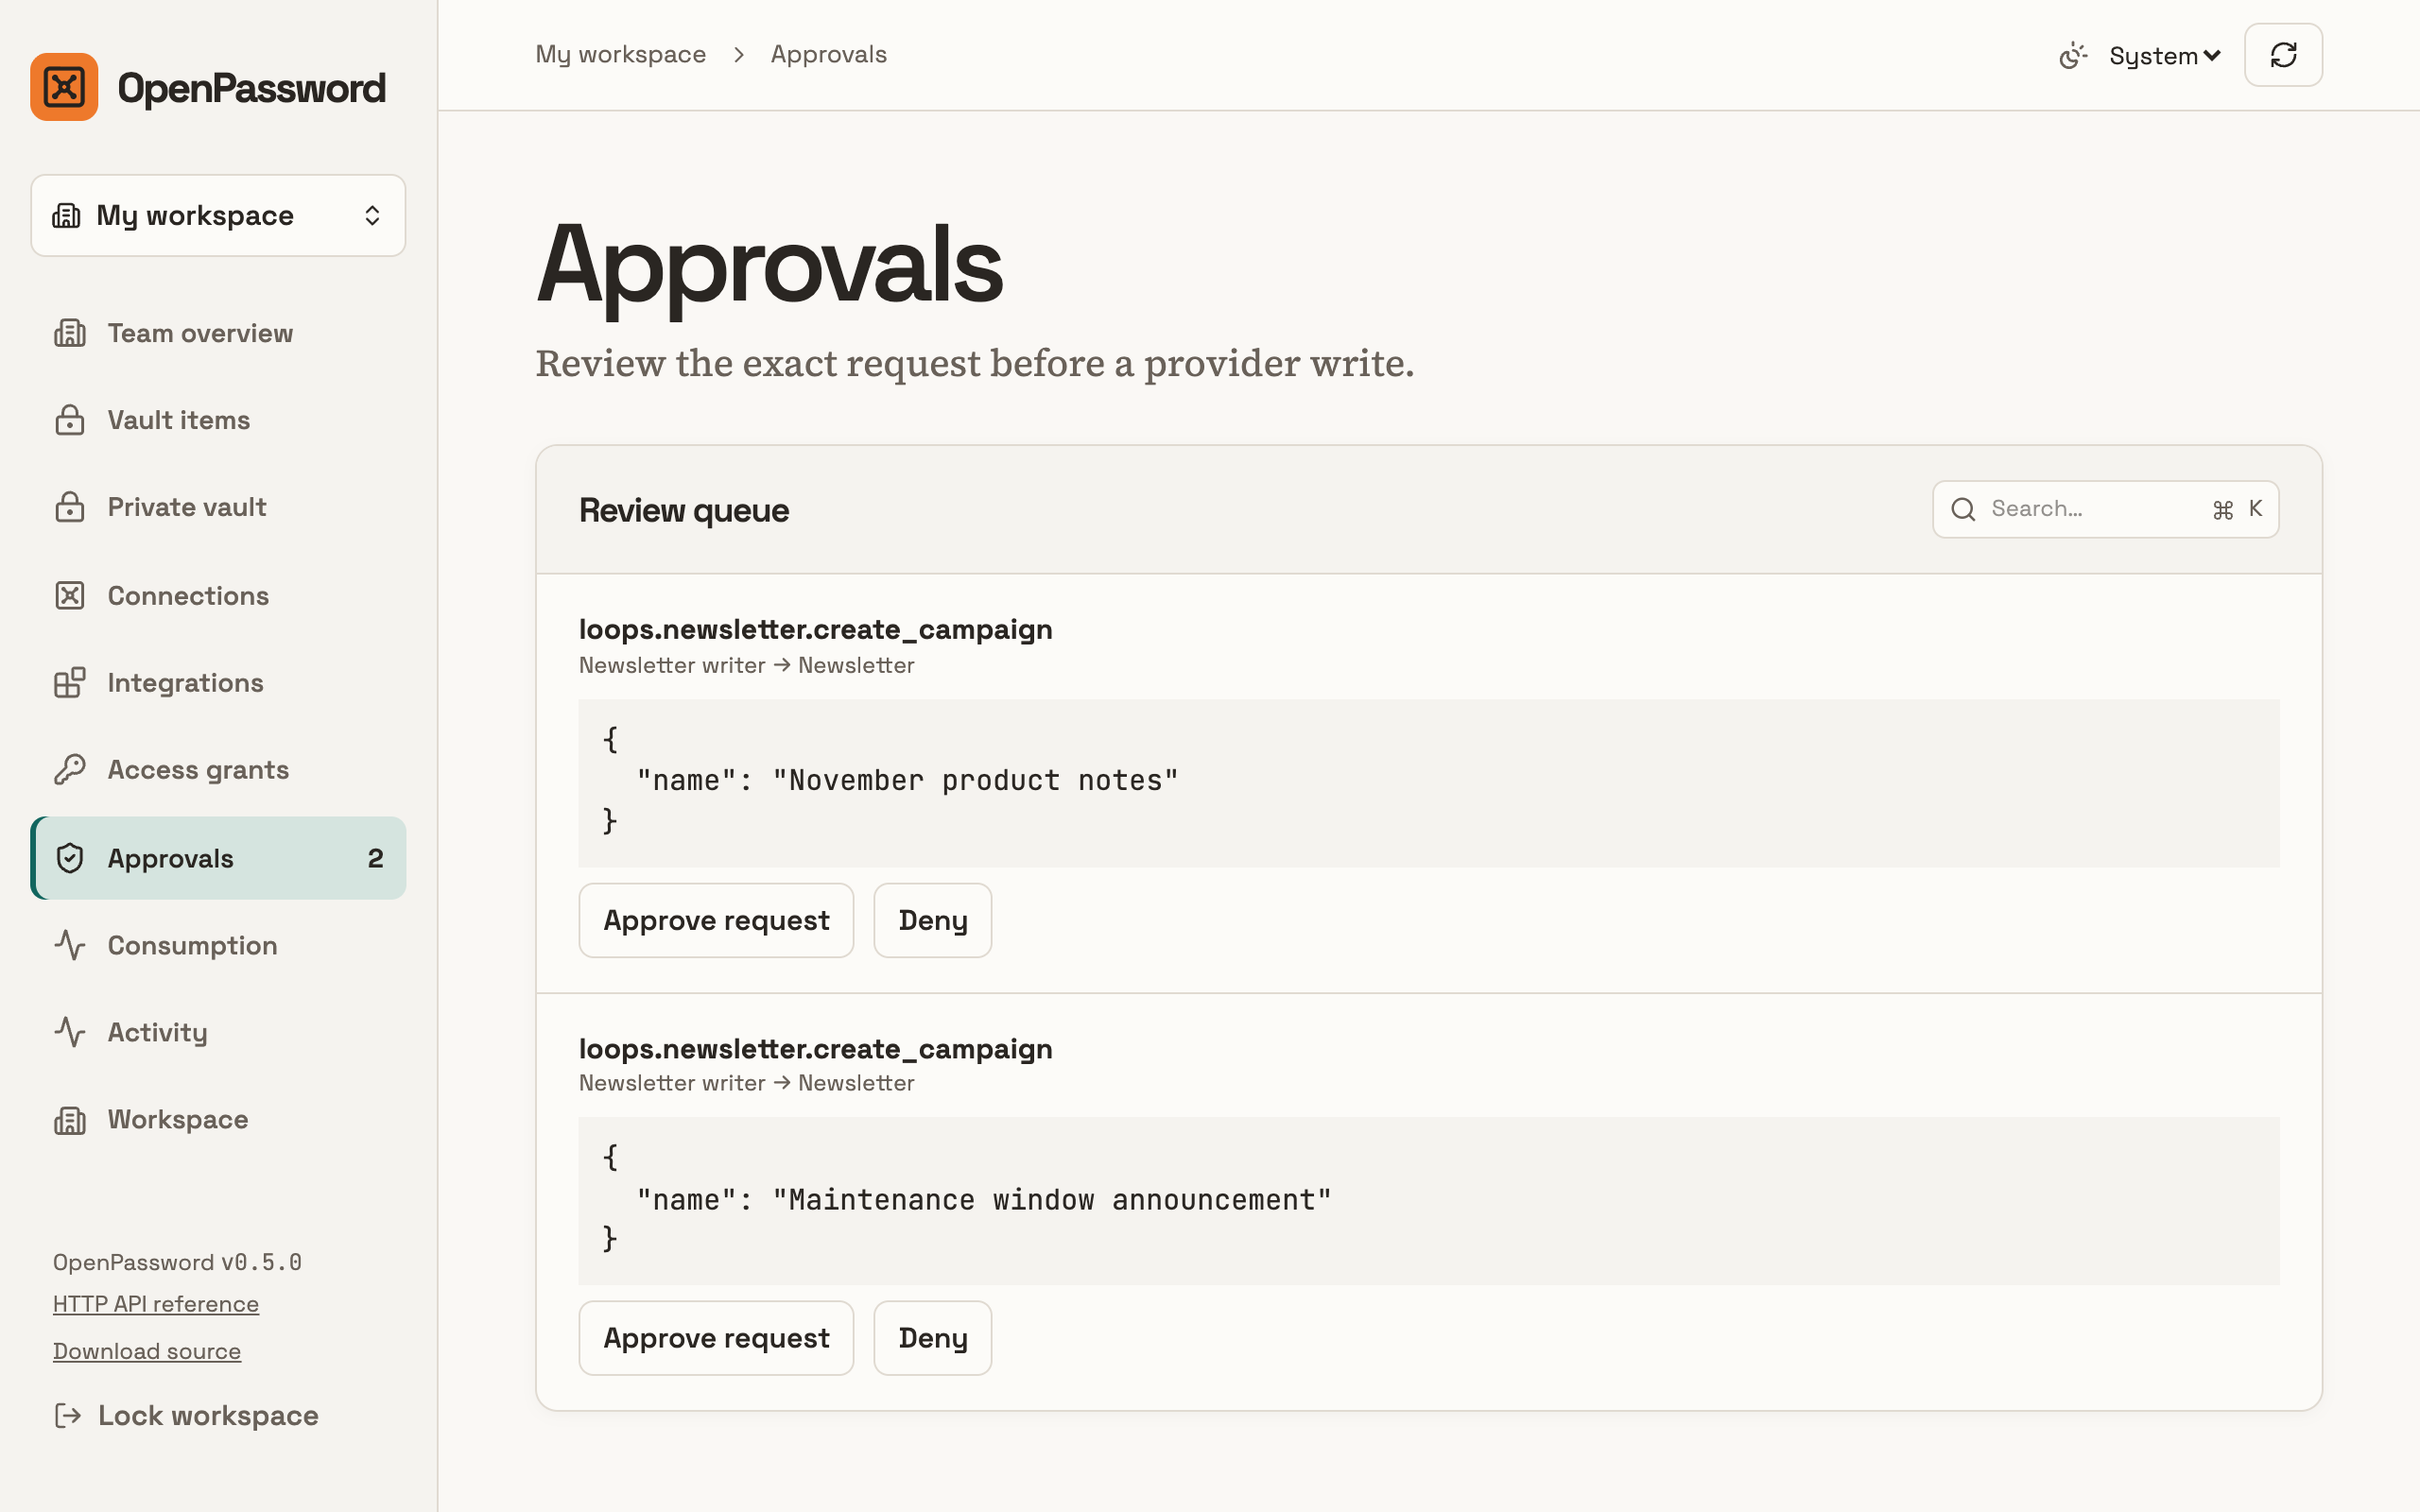 OpenPassword
My workspace
Team overview
Vault items
Private vault
Connections
Integrations
Access grants
Approvals 2
Consumption
Activity
Workspace
OpenPassword v0.5.0
HTTP API reference
Download source
Lock workspace
My workspace > Approvals
System
Approvals
Review the exact request before a provider write.
Review queue
Search... ⌘ K
loops.newsletter.create_campaign
Newsletter writer → Newsletter
{
"name": "November product notes"
}
Approve request Deny
loops.newsletter.create_campaign
Newsletter writer → Newsletter
{
"name": "Maintenance window announcement"
}
Approve request Deny